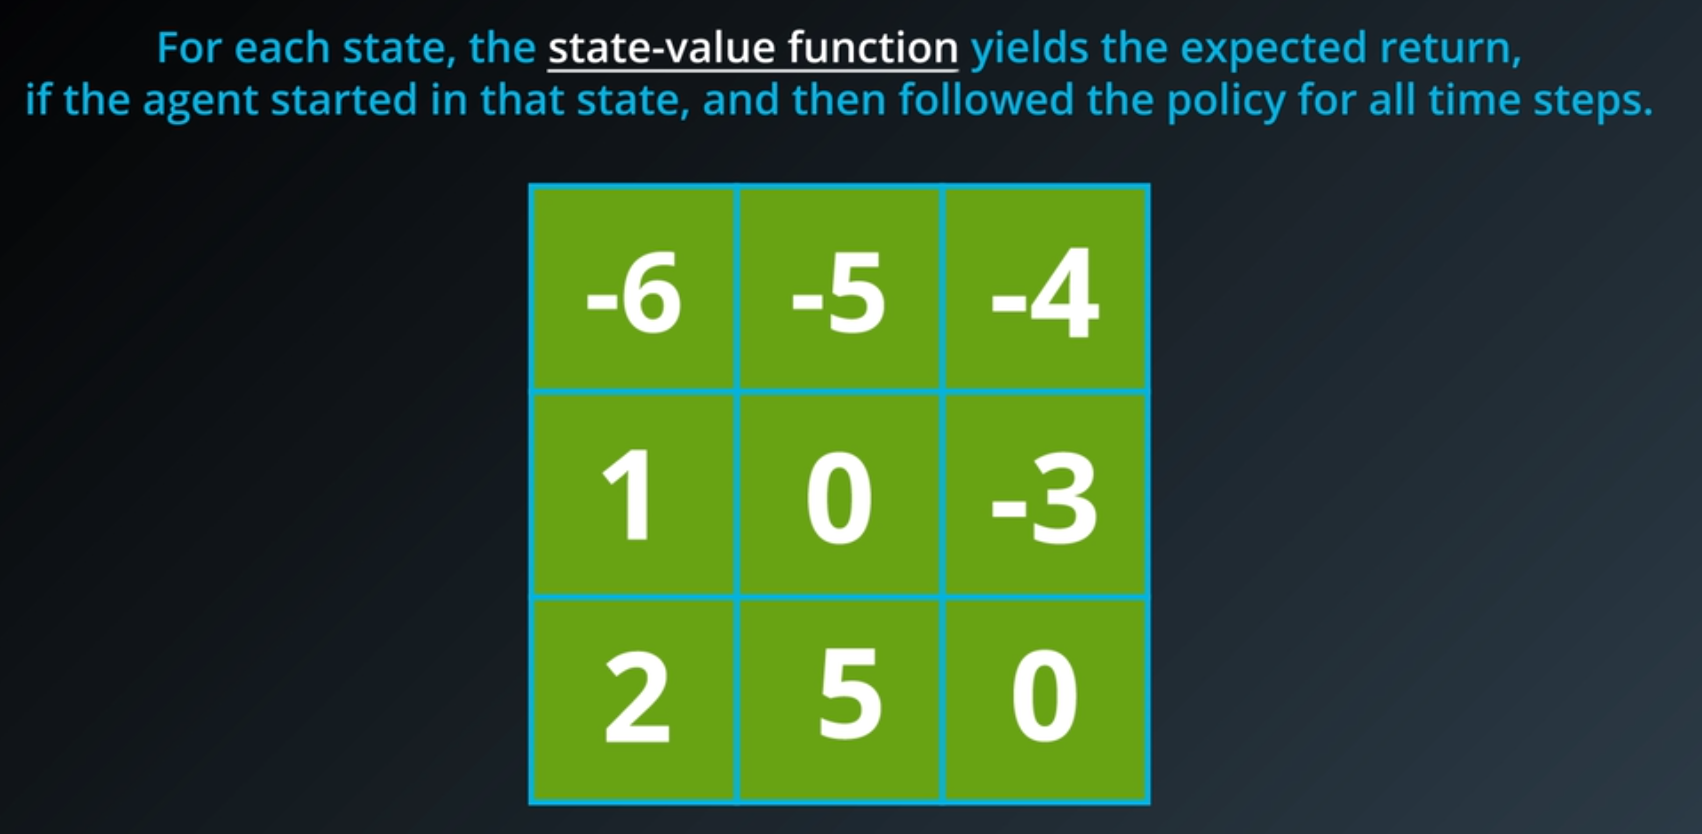 For each state, the state-value function yields the expected return,
if the agent started in that state, and then followed the policy for all time steps.
-6 -5 -4
1 0 -3
2 5 0